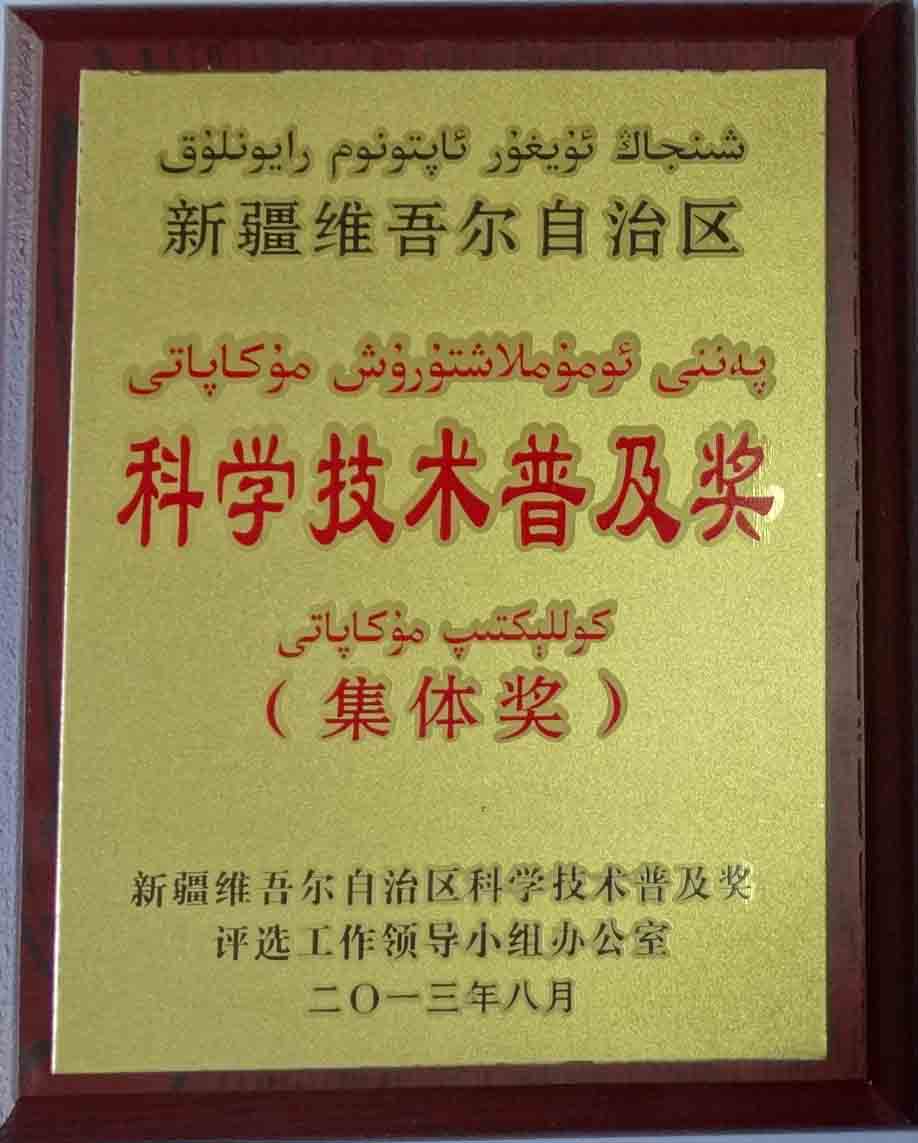 شىنجاڭ ئۇيغۇر ئاپتونوم رايونلۇق
新疆维吾尔自治区
پەننى ئومۇملاشتۇرۇش مۇكاپاتى
科学技术普及奖
كوللېكتىپ مۇكاپاتى
（集体奖）
新疆维吾尔自治区科学技术普及奖
评选工作领导小组办公室
二〇一三年八月